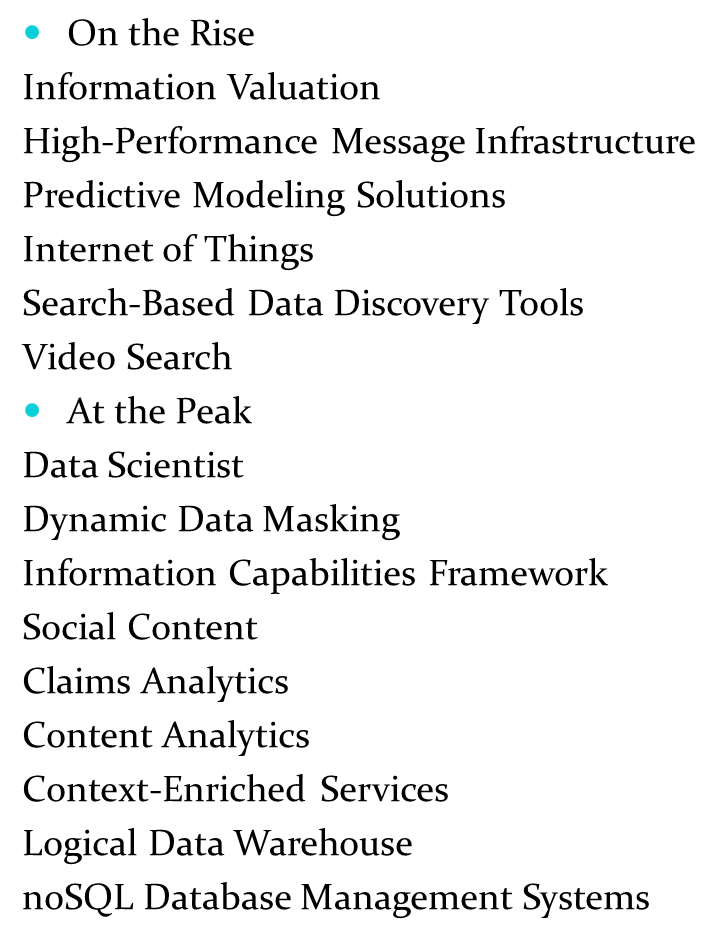 • On the Rise
Information Valuation
High-Performance Message Infrastructure
Predictive Modeling Solutions
Internet of Things
Search-Based Data Discovery Tools
Video Search
• At the Peak
Data Scientist
Dynamic Data Masking
Information Capabilities Framework
Social Content
Claims Analytics
Content Analytics
Context-Enriched Services
Logical Data Warehouse
noSQL Database Management Systems